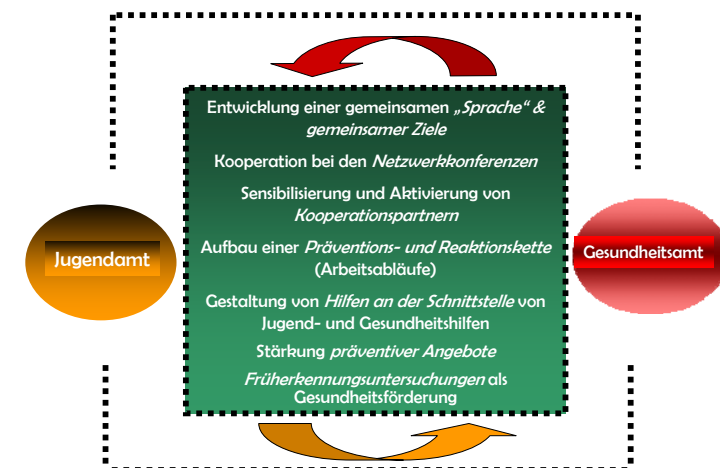 Entwicklung einer gemeinsamen „Sprache“ &
gemeinsamer Ziele
Kooperation bei den Netzwerkkonferenzen
Sensibilisierung und Aktivierung von
Kooperationspartnern
Jugendamt
Gesundheitsamt
Aufbau einer Präventions- und Reaktionskette
(Arbeitsabläufe)
Gestaltung von Hilfen an der Schnittstelle von
Jugend- und Gesundheitshilfen
Stärkung präventiver Angebote
Früherkennungsuntersuchungen als
Gesundheitsförderung